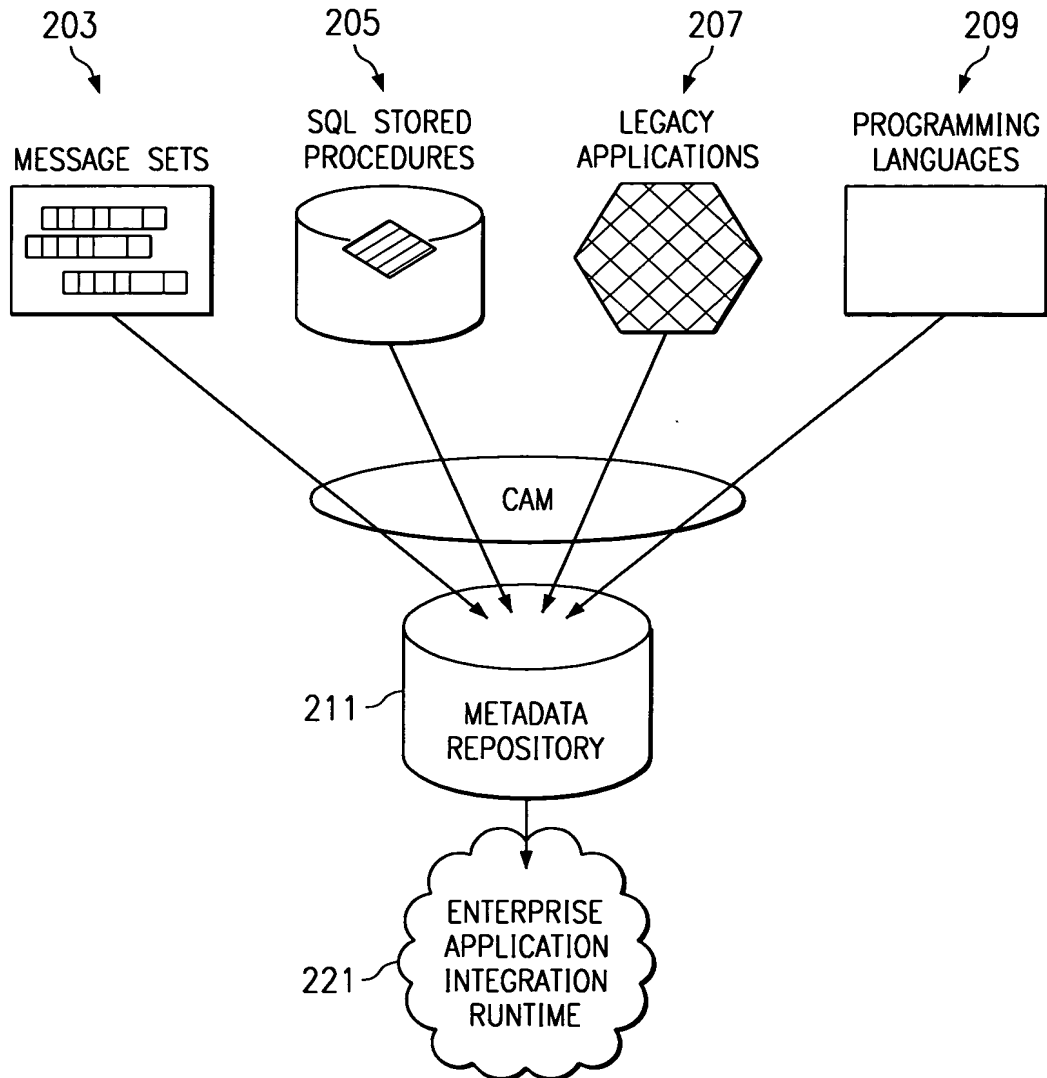 203
205
207
209
MESSAGE SETS
SQL STORED
PROCEDURES
LEGACY
APPLICATIONS
PROGRAMMING
LANGUAGES
CAM
211
METADATA
REPOSITORY
221
ENTERPRISE
APPLICATION
INTEGRATION
RUNTIME